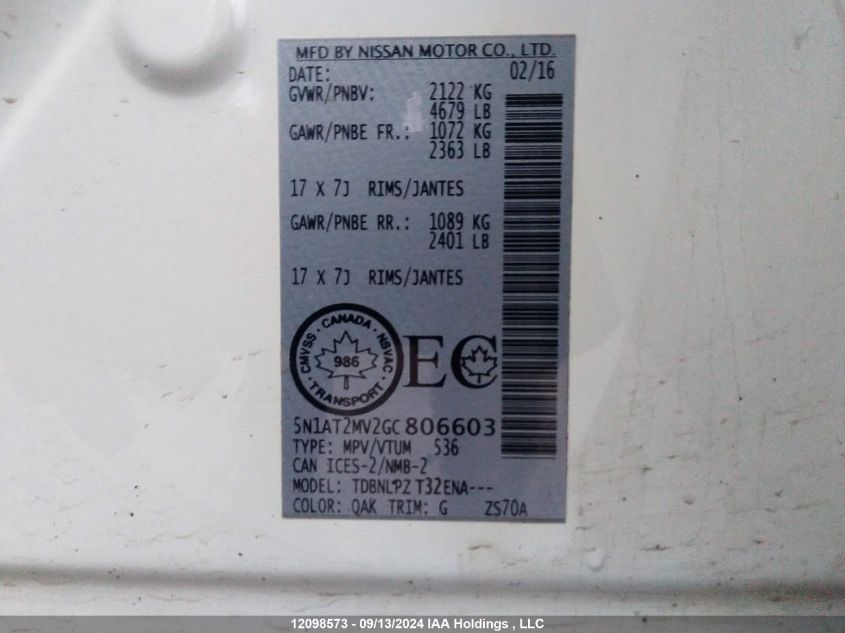 MFD BY NISSAN MOTOR CO., LTD.
DATE: 02/16
GVWR/PNBV: 2122 KG
4679 LB
GAWR/PNBE FR.: 1072 KG
2363 LB
17 X 7J RIMS/JANTES
GAWR/PNBE RR.: 1089 KG
2401 LB
17 X 7J RIMS/JANTES
CMVSS · CANADA · NSVAC
986
· TRANSPORT ·
EC
5N1AT2MV2GC806603
TYPE: MPV/VTUM 536
CAN ICES-2/NMB-2
MODEL: T32ENA---
COLOR: QAK TRIM: G ZS70A
12098573 - 09/13/2024 IAA Holdings , LLC